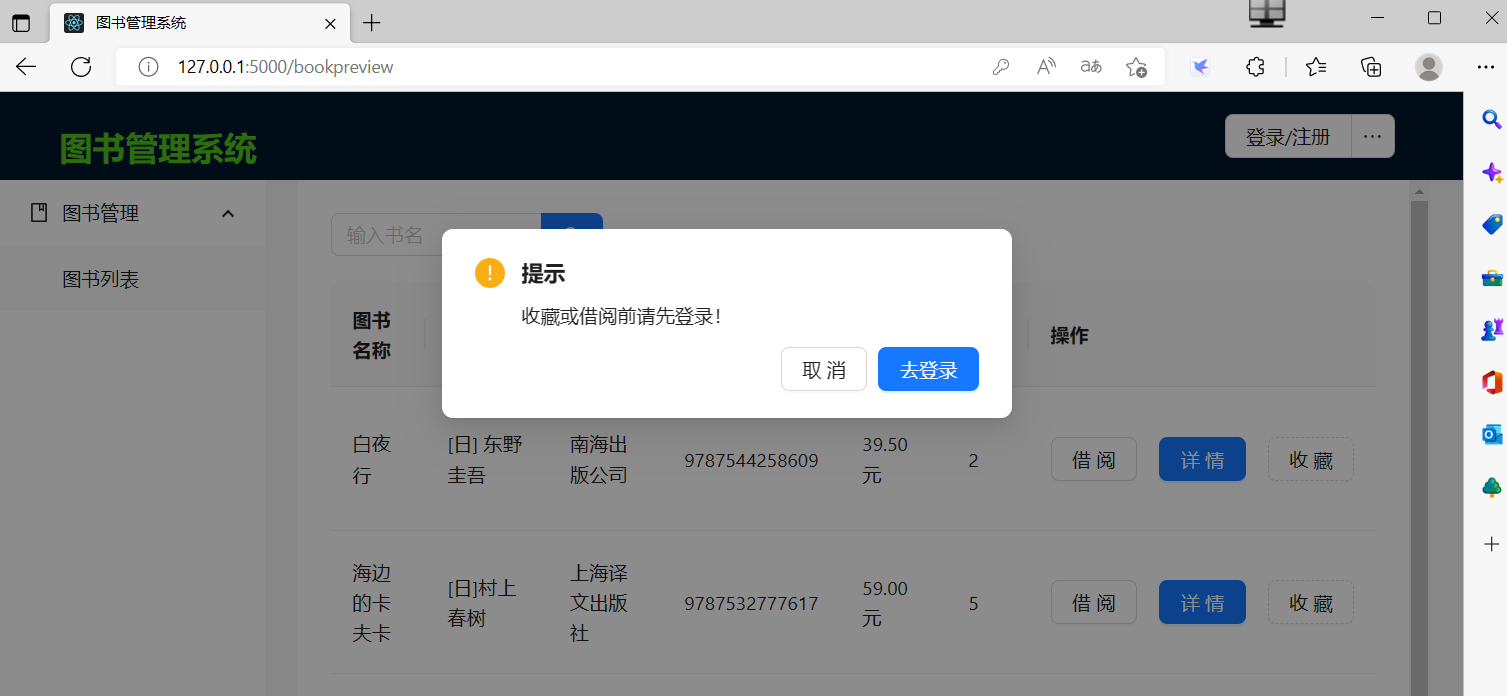 图书管理系统
127.0.0.1:5000/bookpreview
图书管理系统
登录/注册 ···
图书管理
图书列表
输入书名
提示
收藏或借阅前请先登录！
取 消 去登录
图书
名称
操作
白夜
行
[日] 东野
圭吾
南海出
版公司
9787544258609
39.50
元
2
借 阅 详 情 收 藏
海边
的卡
夫卡
[日]村上
春树
上海译
文出版
社
9787532777617
59.00
元
5
借 阅 详 情 收 藏